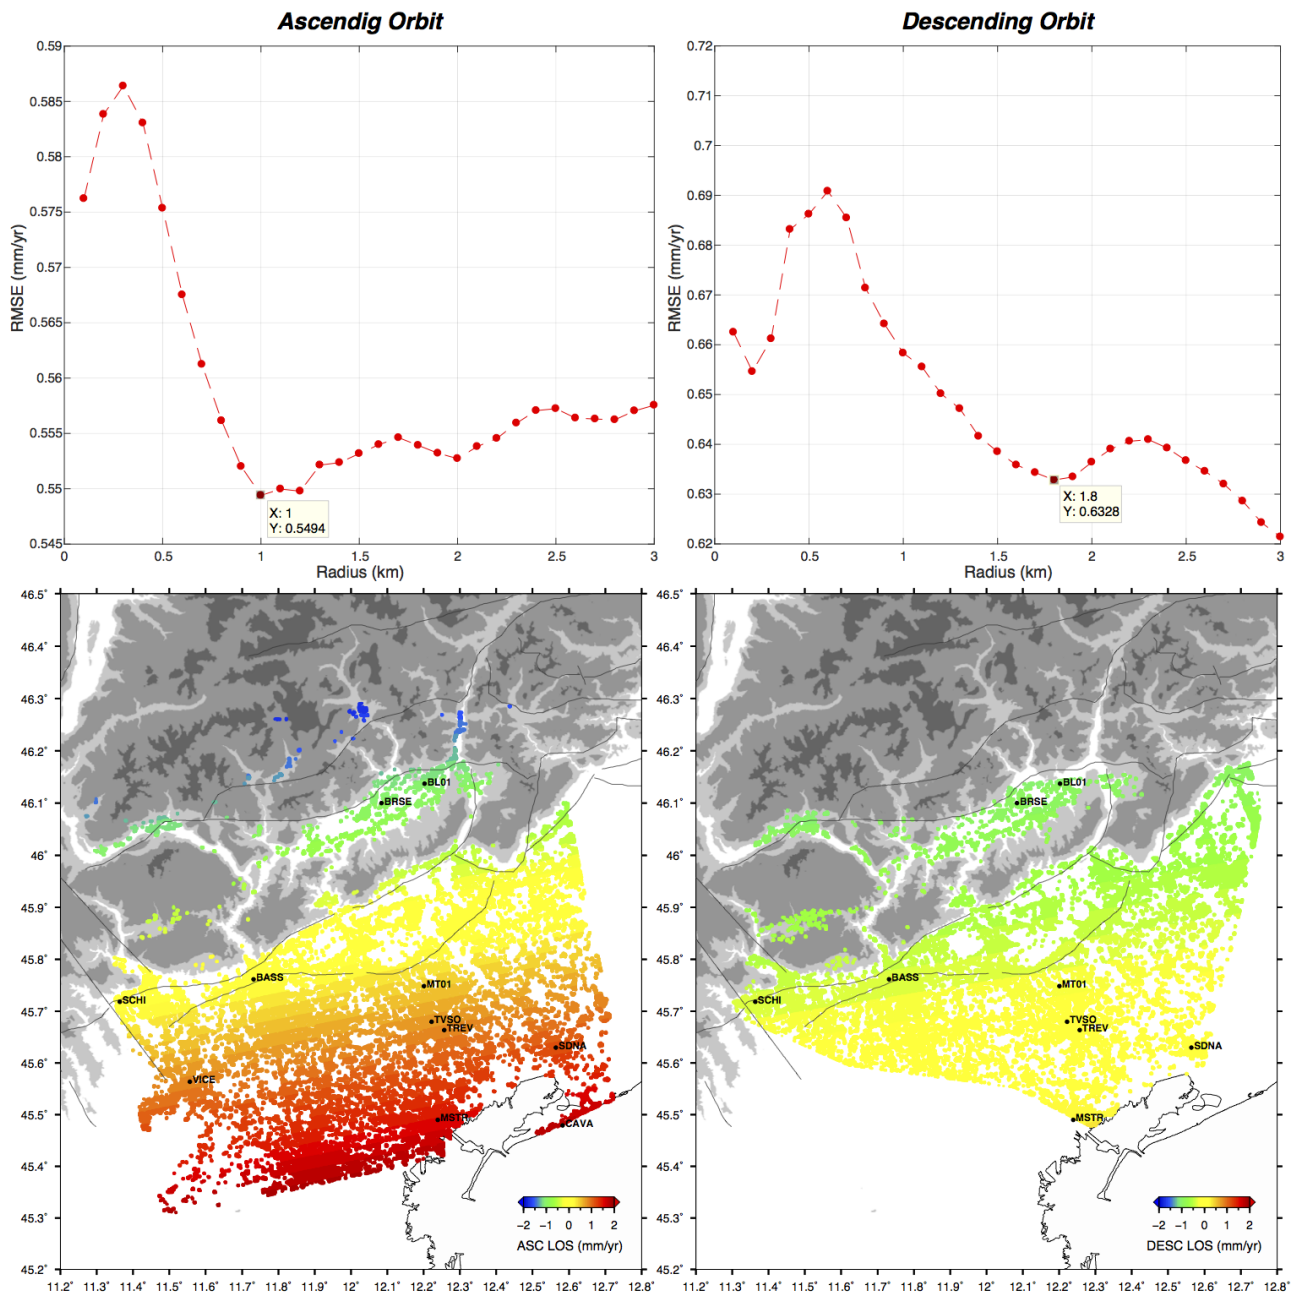 Ascendig Orbit
Descending Orbit
0.59
0.585
0.58
0.575
0.57
0.565
0.56
0.555
0.55
0.545
RMSE (mm/yr)
X: 1
Y: 0.5494
0 0.5 1 1.5 2 2.5 3
Radius (km)
0.72
0.71
0.7
0.69
0.68
0.67
0.66
0.65
0.64
0.63
0.62
RMSE (mm/yr)
X: 1.8
Y: 0.6328
0 0.5 1 1.5 2 2.5 3
Radius (km)
46.5°
46.4°
46.3°
46.2°
46.1°
46°
45.9°
45.8°
45.7°
45.6°
45.5°
45.4°
45.3°
45.2°
BL01
BRSE
BASS
MT01
SCHI
TVSO
TREV
SDNA
VICE
MSTR
CAVA
−2 −1 0 1 2
ASC LOS (mm/yr)
11.2° 11.3° 11.4° 11.5° 11.6° 11.7° 11.8° 11.9° 12° 12.1° 12.2° 12.3° 12.4° 12.5° 12.6° 12.7° 12.8°
46.5°
46.4°
46.3°
46.2°
46.1°
46°
45.9°
45.8°
45.7°
45.6°
45.5°
45.4°
45.3°
45.2°
BL01
BRSE
BASS
MT01
SCHI
TVSO
TREV
SDNA
MSTR
−2 −1 0 1 2
DESC LOS (mm/yr)
11.2° 11.3° 11.4° 11.5° 11.6° 11.7° 11.8° 11.9° 12° 12.1° 12.2° 12.3° 12.4° 12.5° 12.6° 12.7° 12.8°